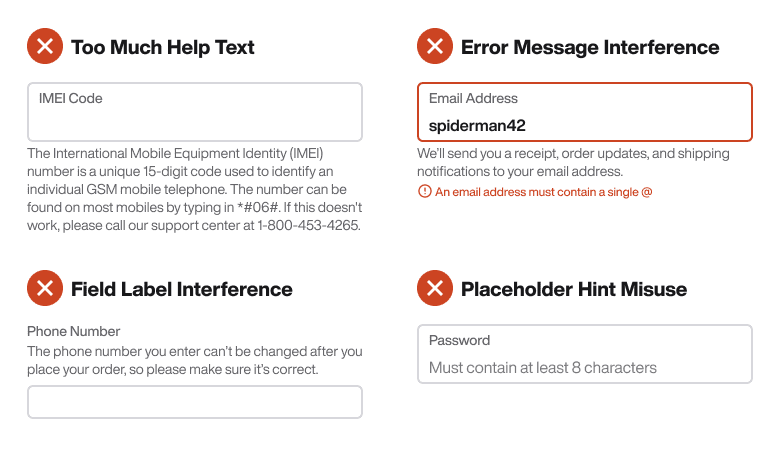 Too Much Help Text
IMEI Code
The International Mobile Equipment Identity (IMEI)
number is a unique 15-digit code used to identify an
individual GSM mobile telephone. The number can be
found on most mobiles by typing in *#06#. If this doesn't
work, please call our support center at 1-800-453-4265.
Error Message Interference
Email Address
spiderman42
We'll send you a receipt, order updates, and shipping
notifications to your email address.
An email address must contain a single @
Field Label Interference
Phone Number
The phone number you enter can't be changed after you
place your order, so please make sure it's correct.
Placeholder Hint Misuse
Password
Must contain at least 8 characters